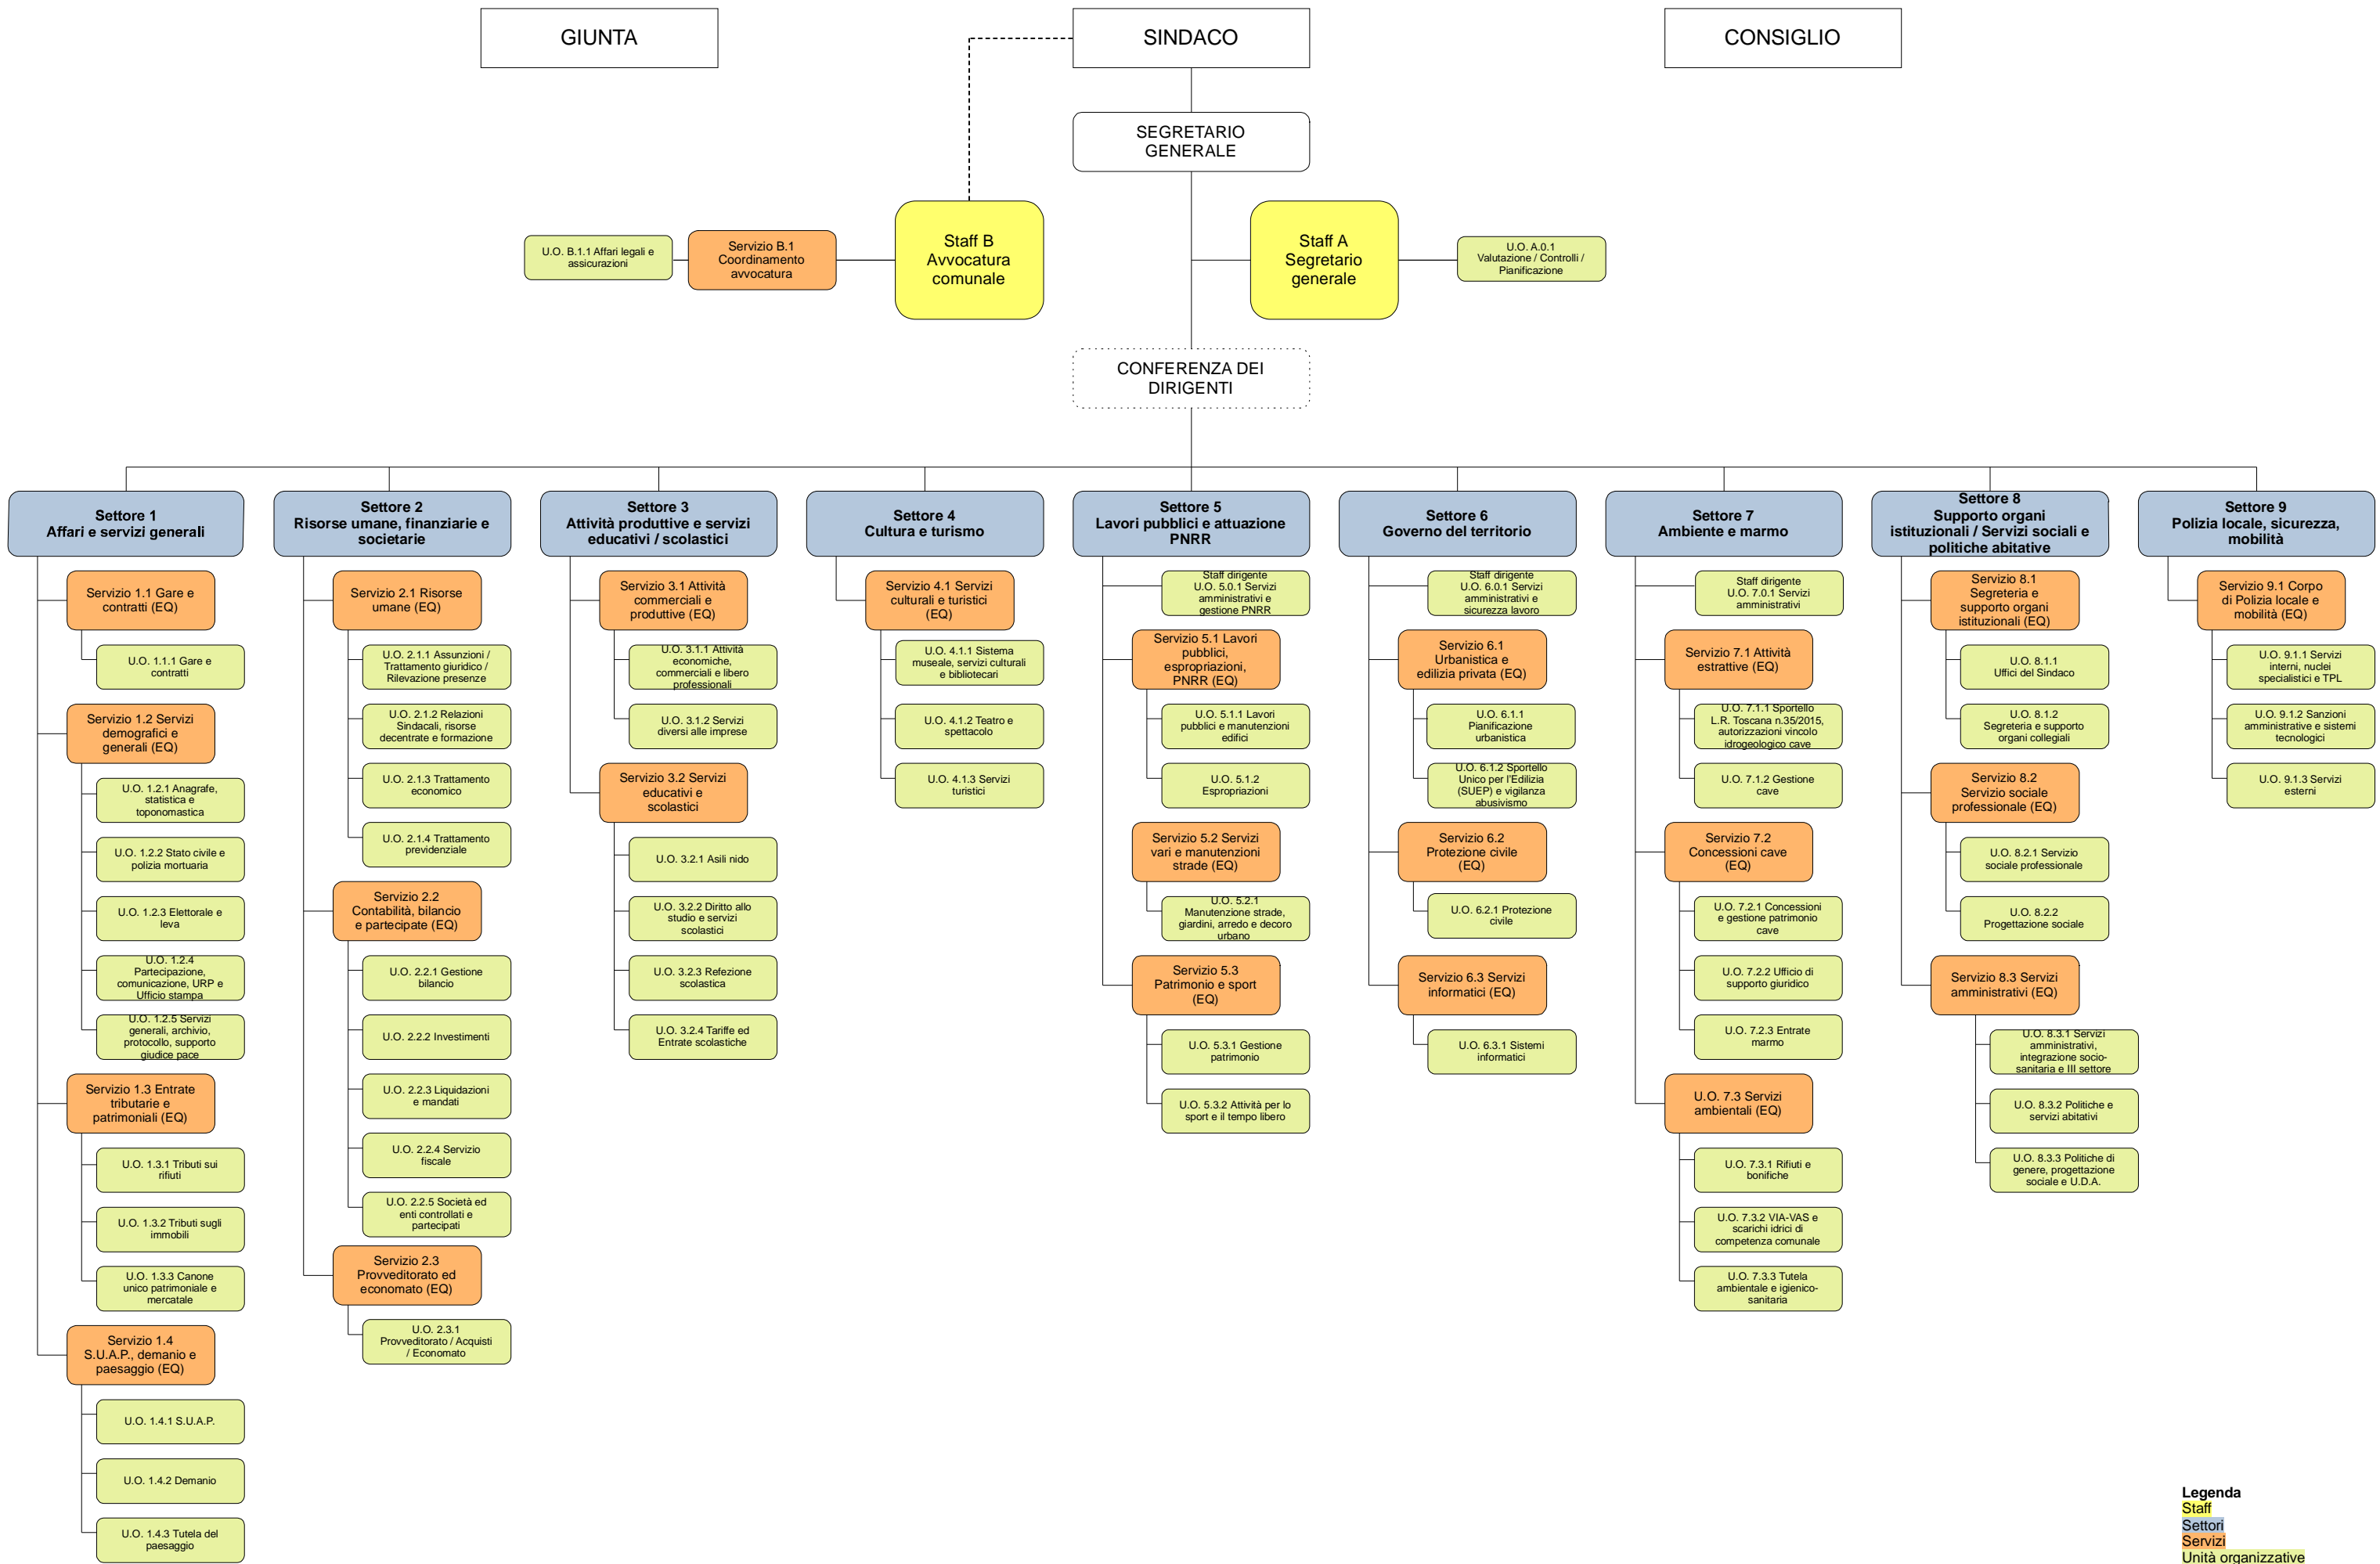 GIUNTA
SINDACO
CONSIGLIO
SEGRETARIO
GENERALE
U.O. B.1.1 Affari legali e
assicurazioni
Servizio B.1
Coordinamento
avvocatura
Staff B
Avvocatura
comunale
Staff A
Segretario
generale
U.O. A.0.1
Valutazione / Controlli /
Pianificazione
CONFERENZA DEI
DIRIGENTI
Settore 1
Affari e servizi generali
Servizio 1.1 Gare e
contratti (EQ)
U.O. 1.1.1 Gare e
contratti
Servizio 1.2 Servizi
demografici e
generali (EQ)
U.O. 1.2.1 Anagrafe,
statistica e
toponomastica
U.O. 1.2.2 Stato civile e
polizia mortuaria
U.O. 1.2.3 Elettorale e
leva
U.O. 1.2.4
Partecipazione,
comunicazione, URP e
Ufficio stampa
U.O. 1.2.5 Servizi
generali, archivio,
protocollo, supporto
giudice pace
Servizio 1.3 Entrate
tributarie e
patrimoniali (EQ)
U.O. 1.3.1 Tributi sui
rifiuti
U.O. 1.3.2 Tributi sugli
immobili
U.O. 1.3.3 Canone
unico patrimoniale e
mercatale
Servizio 1.4
S.U.A.P., demanio e
paesaggio (EQ)
U.O. 1.4.1 S.U.A.P.
U.O. 1.4.2 Demanio
U.O. 1.4.3 Tutela del
paesaggio
Settore 2
Risorse umane, finanziarie e
societarie
Servizio 2.1 Risorse
umane (EQ)
U.O. 2.1.1 Assunzioni /
Trattamento giuridico /
Rilevazione presenze
U.O. 2.1.2 Relazioni
Sindacali, risorse
decentrate e formazione
U.O. 2.1.3 Trattamento
economico
U.O. 2.1.4 Trattamento
previdenziale
Servizio 2.2
Contabilità, bilancio
e partecipate (EQ)
U.O. 2.2.1 Gestione
bilancio
U.O. 2.2.2 Investimenti
U.O. 2.2.3 Liquidazioni
e mandati
U.O. 2.2.4 Servizio
fiscale
U.O. 2.2.5 Società ed
enti controllati e
partecipati
Servizio 2.3
Provveditorato ed
economato (EQ)
U.O. 2.3.1
Provveditorato / Acquisti
/ Economato
Settore 3
Attività produttive e servizi
educativi / scolastici
Servizio 3.1 Attività
commerciali e
produttive (EQ)
U.O. 3.1.1 Attività
economiche,
commerciali e libero
professionali
U.O. 3.1.2 Servizi
diversi alle imprese
Servizio 3.2 Servizi
educativi e
scolastici
U.O. 3.2.1 Asili nido
U.O. 3.2.2 Diritto allo
studio e servizi
scolastici
U.O. 3.2.3 Refezione
scolastica
U.O. 3.2.4 Tariffe ed
Entrate scolastiche
Settore 4
Cultura e turismo
Servizio 4.1 Servizi
culturali e turistici
(EQ)
U.O. 4.1.1 Sistema
museale, servizi culturali
e bibliotecari
U.O. 4.1.2 Teatro e
spettacolo
U.O. 4.1.3 Servizi
turistici
Settore 5
Lavori pubblici e attuazione
PNRR
Staff dirigente
U.O. 5.0.1 Servizi
amministrativi e
gestione PNRR
Servizio 5.1 Lavori
pubblici,
espropriazioni,
PNRR (EQ)
U.O. 5.1.1 Lavori
pubblici e manutenzioni
edifici
U.O. 5.1.2
Espropriazioni
Servizio 5.2 Servizi
vari e manutenzioni
strade (EQ)
U.O. 5.2.1
Manutenzione strade,
giardini, arredo e decoro
urbano
Servizio 5.3
Patrimonio e sport
(EQ)
U.O. 5.3.1 Gestione
patrimonio
U.O. 5.3.2 Attività per lo
sport e il tempo libero
Settore 6
Governo del territorio
Staff dirigente
U.O. 6.0.1 Servizi
amministrativi e
sicurezza lavoro
Servizio 6.1
Urbanistica e
edilizia privata (EQ)
U.O. 6.1.1
Pianificazione
urbanistica
U.O. 6.1.2 Sportello
Unico per l'Edilizia
(SUEP) e vigilanza
abusivismo
Servizio 6.2
Protezione civile
(EQ)
U.O. 6.2.1 Protezione
civile
Servizio 6.3 Servizi
informatici (EQ)
U.O. 6.3.1 Sistemi
informatici
Settore 7
Ambiente e marmo
Staff dirigente
U.O. 7.0.1 Servizi
amministrativi
Servizio 7.1 Attività
estrattive (EQ)
U.O. 7.1.1 Sportello
L.R. Toscana n.35/2015,
autorizzazioni vincolo
idrogeologico cave
U.O. 7.1.2 Gestione
cave
Servizio 7.2
Concessioni cave
(EQ)
U.O. 7.2.1 Concessioni
e gestione patrimonio
cave
U.O. 7.2.2 Ufficio di
supporto giuridico
U.O. 7.2.3 Entrate
marmo
U.O. 7.3 Servizi
ambientali (EQ)
U.O. 7.3.1 Rifiuti e
bonifiche
U.O. 7.3.2 VIA-VAS e
scarichi idrici di
competenza comunale
U.O. 7.3.3 Tutela
ambientale e igienico-
sanitaria
Settore 8
Supporto organi
istituzionali / Servizi sociali e
politiche abitative
Servizio 8.1
Segreteria e
supporto organi
istituzionali (EQ)
U.O. 8.1.1
Uffici del Sindaco
U.O. 8.1.2
Segreteria e supporto
organi collegiali
Servizio 8.2
Servizio sociale
professionale (EQ)
U.O. 8.2.1 Servizio
sociale professionale
U.O. 8.2.2
Progettazione sociale
Servizio 8.3 Servizi
amministrativi (EQ)
U.O. 8.3.1 Servizi
amministrativi,
integrazione socio-
sanitaria e III settore
U.O. 8.3.2 Politiche e
servizi abitativi
U.O. 8.3.3 Politiche di
genere, progettazione
sociale e U.D.A.
Settore 9
Polizia locale, sicurezza,
mobilità
Servizio 9.1 Corpo
di Polizia locale e
mobilità (EQ)
U.O. 9.1.1 Servizi
interni, nuclei
specialistici e TPL
U.O. 9.1.2 Sanzioni
amministrative e sistemi
tecnologici
U.O. 9.1.3 Servizi
esterni
Legenda
Staff
Settori
Servizi
Unità organizzative